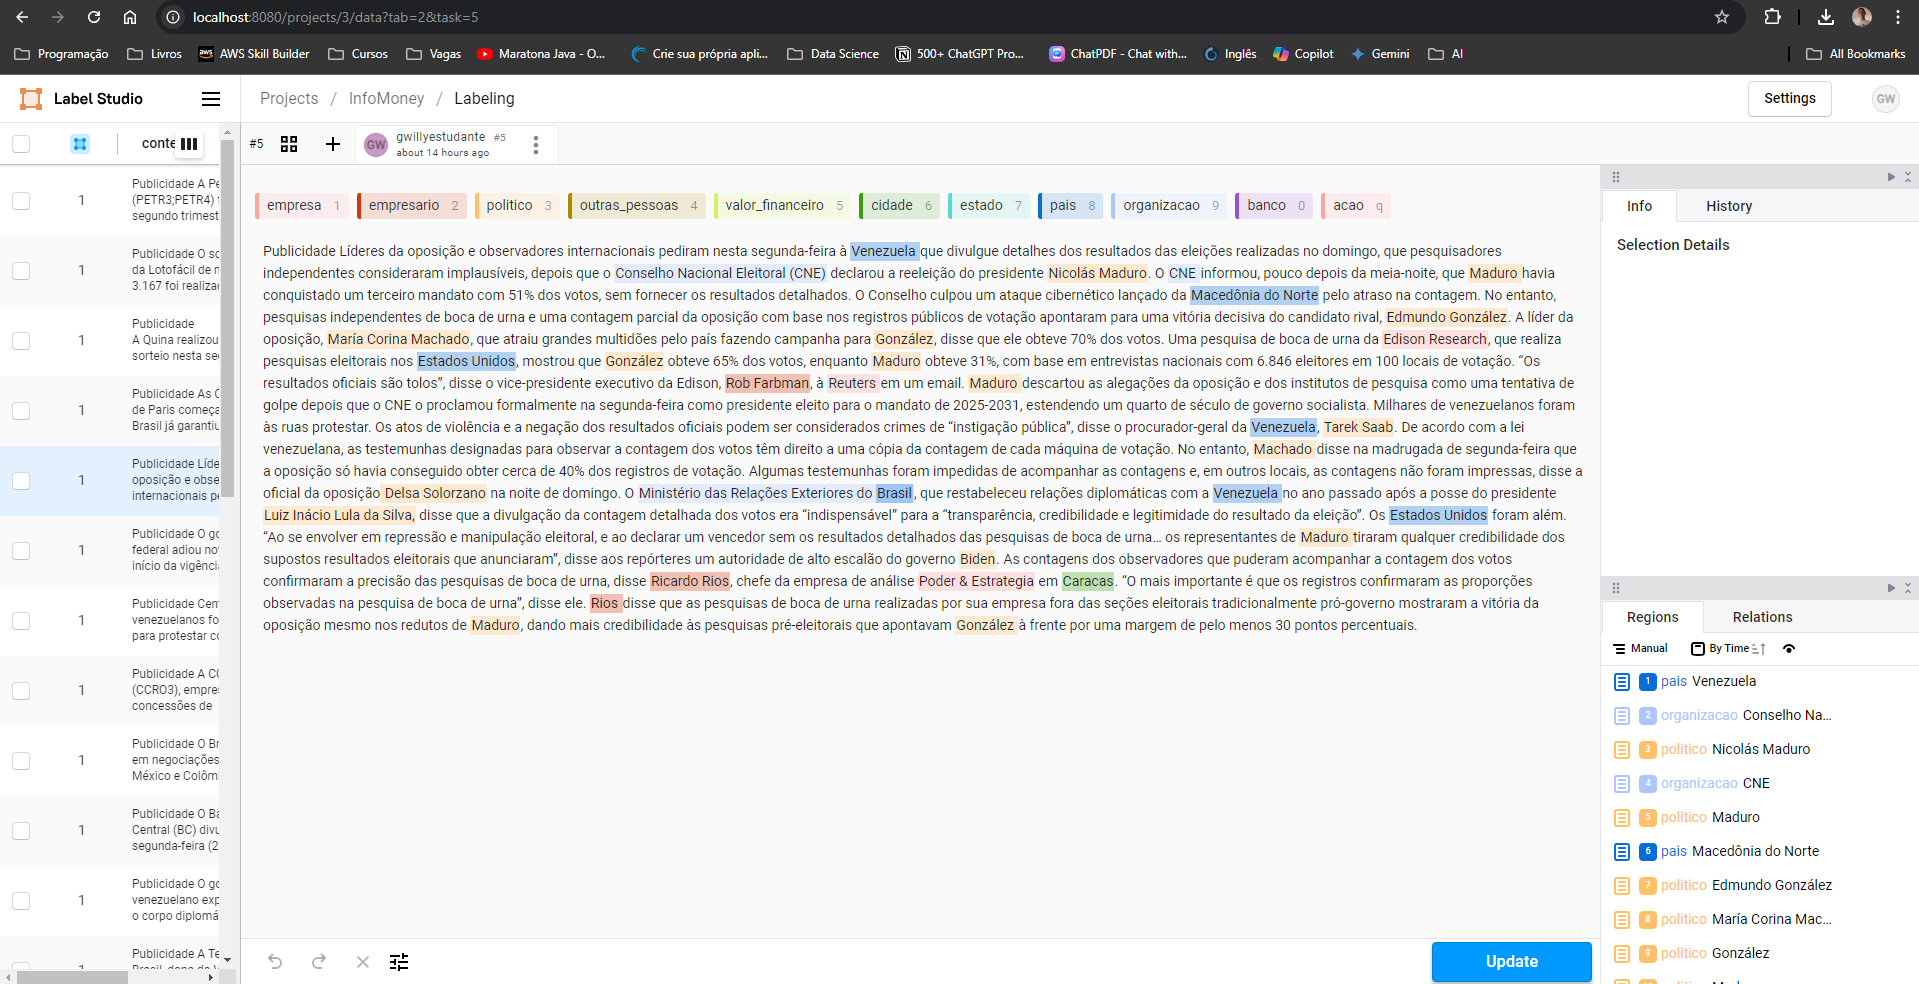 localhost:8080/projects/3/data?tab=2&task=5
Programação Livros AWS Skill Builder Cursos Vagas Maratona Java - O... Crie sua própria apli... Data Science 500+ ChatGPT Pro... ChatPDF - Chat with... Inglês Copilot Gemini AI All Bookmarks
Label Studio
Projects / InfoMoney / Labeling
Settings
GW
conte
1 Publicidade A Pe
(PETR3;PETR4) f
segundo trimest
1 Publicidade O so
da Lotofácil de n
3.167 foi realiza
1 Publicidade
A Quina realizou
sorteio nesta se
1 Publicidade As O
de Paris começa
Brasil já garantiu
1 Publicidade Líde
oposição e obse
internacionais pe
1 Publicidade O go
federal adiou no
início da vigênci
1 Publicidade Cen
venezuelanos fo
para protestar co
1 Publicidade A CC
(CCRO3), empre
concessões de
1 Publicidade O Br
em negociações
México e Colôm
1 Publicidade O Ba
Central (BC) divu
segunda-feira (2
1 Publicidade O go
venezuelano exp
o corpo diplomá
Publicidade A Te
#5
GW gwillyestudante #5
about 14 hours ago
empresa 1 empresario 2 politico 3 outras_pessoas 4 valor_financeiro 5 cidade 6 estado 7 pais 8 organizacao 9 banco 0 acao q
Publicidade Líderes da oposição e observadores internacionais pediram nesta segunda-feira à Venezuela que divulgue detalhes dos resultados das eleições realizadas no domingo, que pesquisadores
independentes consideraram implausíveis, depois que o Conselho Nacional Eleitoral (CNE) declarou a reeleição do presidente Nicolás Maduro. O CNE informou, pouco depois da meia-noite, que Maduro havia
conquistado um terceiro mandato com 51% dos votos, sem fornecer os resultados detalhados. O Conselho culpou um ataque cibernético lançado da Macedônia do Norte pelo atraso na contagem. No entanto,
pesquisas independentes de boca de urna e uma contagem parcial da oposição com base nos registros públicos de votação apontaram para uma vitória decisiva do candidato rival, Edmundo González. A líder da
oposição, María Corina Machado, que atraiu grandes multidões pelo país fazendo campanha para González, disse que ele obteve 70% dos votos. Uma pesquisa de boca de urna da Edison Research, que realiza
pesquisas eleitorais nos Estados Unidos, mostrou que González obteve 65% dos votos, enquanto Maduro obteve 31%, com base em entrevistas nacionais com 6.846 eleitores em 100 locais de votação. “Os
resultados oficiais são tolos”, disse o vice-presidente executivo da Edison, Rob Farbman, à Reuters em um email. Maduro descartou as alegações da oposição e dos institutos de pesquisa como uma tentativa de
golpe depois que o CNE o proclamou formalmente na segunda-feira como presidente eleito para o mandato de 2025-2031, estendendo um quarto de século de governo socialista. Milhares de venezuelanos foram
às ruas protestar. Os atos de violência e a negação dos resultados oficiais podem ser considerados crimes de “instigação pública”, disse o procurador-geral da Venezuela, Tarek Saab. De acordo com a lei
venezuelana, as testemunhas designadas para observar a contagem dos votos têm direito a uma cópia da contagem de cada máquina de votação. No entanto, Machado disse na madrugada de segunda-feira que
a oposição só havia conseguido obter cerca de 40% dos registros de votação. Algumas testemunhas foram impedidas de acompanhar as contagens e, em outros locais, as contagens não foram impressas, disse a
oficial da oposição Delsa Solorzano na noite de domingo. O Ministério das Relações Exteriores do Brasil, que restabeleceu relações diplomáticas com a Venezuela no ano passado após a posse do presidente
Luiz Inácio Lula da Silva, disse que a divulgação da contagem detalhada dos votos era “indispensável” para a “transparência, credibilidade e legitimidade do resultado da eleição”. Os Estados Unidos foram além.
“Ao se envolver em repressão e manipulação eleitoral, e ao declarar um vencedor sem os resultados detalhados das pesquisas de boca de urna… os representantes de Maduro tiraram qualquer credibilidade dos
supostos resultados eleitorais que anunciaram”, disse aos repórteres um autoridade de alto escalão do governo Biden. As contagens dos observadores que puderam acompanhar a contagem dos votos
confirmaram a precisão das pesquisas de boca de urna, disse Ricardo Rios, chefe da empresa de análise Poder & Estrategia em Caracas. “O mais importante é que os registros confirmaram as proporções
observadas na pesquisa de boca de urna”, disse ele. Rios disse que as pesquisas de boca de urna realizadas por sua empresa fora das seções eleitorais tradicionalmente pró-governo mostraram a vitória da
oposição mesmo nos redutos de Maduro, dando mais credibilidade às pesquisas pré-eleitorais que apontavam González à frente por uma margem de pelo menos 30 pontos percentuais.
Update
Info History
Selection Details
Regions Relations
Manual By Time
1 pais Venezuela
2 organizacao Conselho Na...
3 politico Nicolás Maduro
4 organizacao CNE
5 politico Maduro
6 pais Macedônia do Norte
7 politico Edmundo González
8 politico María Corina Mac...
9 politico González